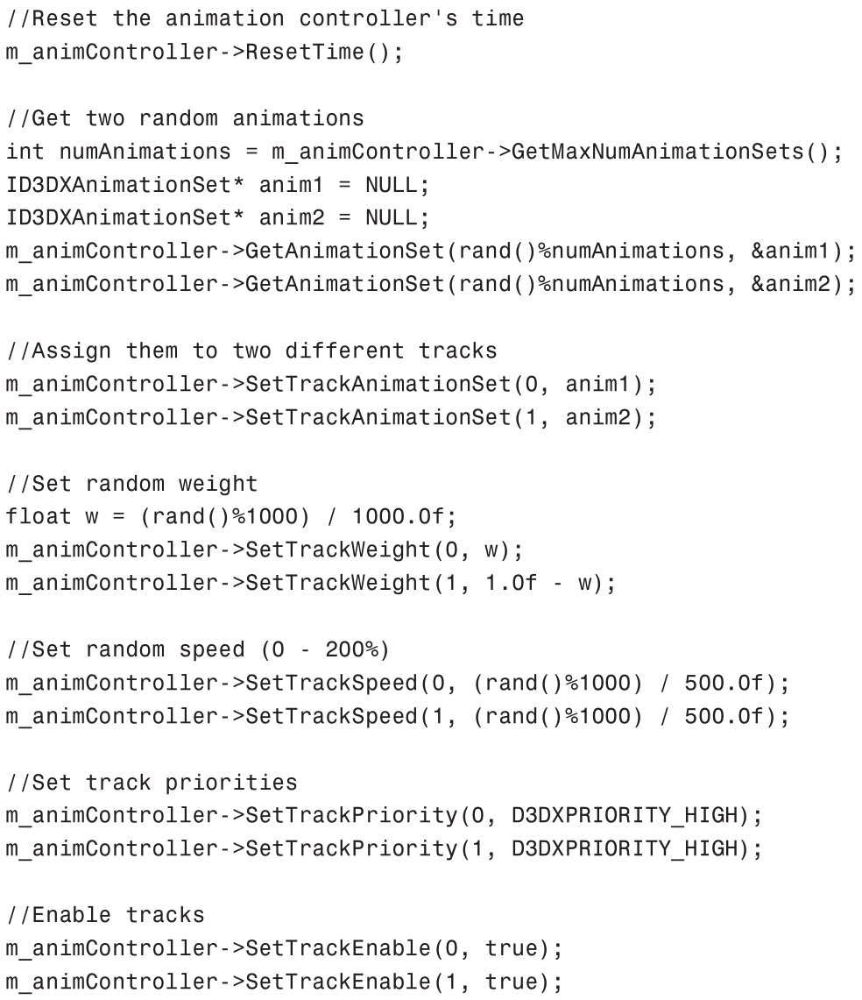 //Reset the animation controller's time
m_animController->ResetTime();

//Get two random animations
int numAnimations = m_animController->GetMaxNumAnimationSets();
ID3DXAnimationSet* anim1 = NULL;
ID3DXAnimationSet* anim2 = NULL;
m_animController->GetAnimationSet(rand()%numAnimations, &anim1);
m_animController->GetAnimationSet(rand()%numAnimations, &anim2);

//Assign them to two different tracks
m_animController->SetTrackAnimationSet(0, anim1);
m_animController->SetTrackAnimationSet(1, anim2);

//Set random weight
float w = (rand()%1000) / 1000.0f;
m_animController->SetTrackWeight(0, w);
m_animController->SetTrackWeight(1, 1.0f - w);

//Set random speed (0 - 200%)
m_animController->SetTrackSpeed(0, (rand()%1000) / 500.0f);
m_animController->SetTrackSpeed(1, (rand()%1000) / 500.0f);

//Set track priorities
m_animController->SetTrackPriority(0, D3DXPRIORITY_HIGH);
m_animController->SetTrackPriority(1, D3DXPRIORITY_HIGH);

//Enable tracks
m_animController->SetTrackEnable(0, true);
m_animController->SetTrackEnable(1, true);